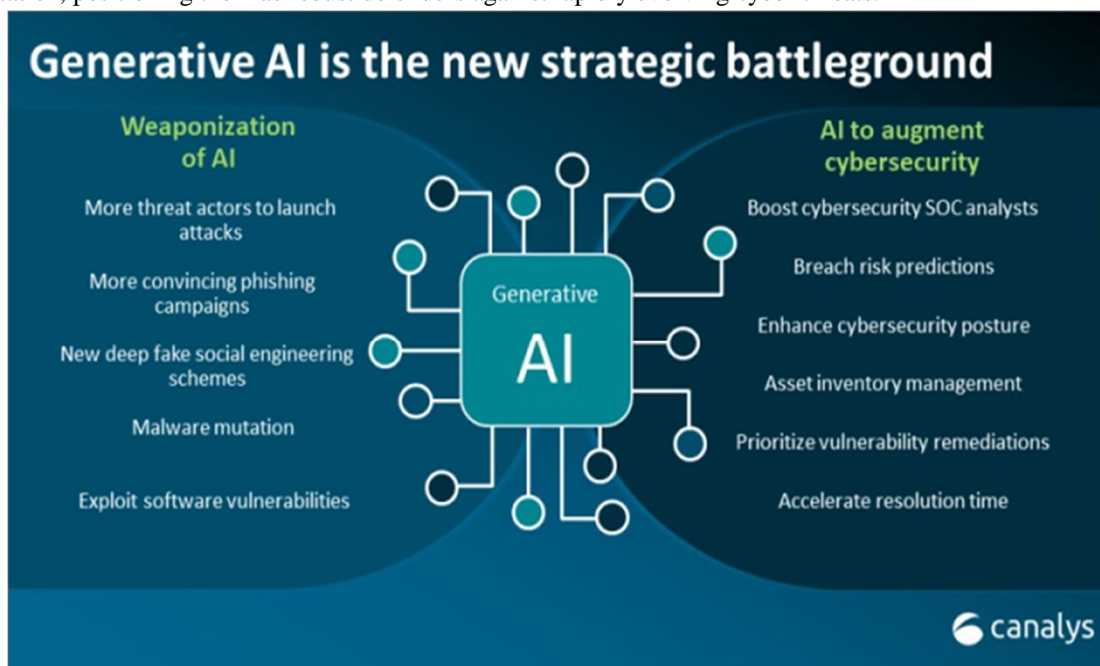 Generative AI is the new strategic battleground
Weaponization
of AI
More threat actors to launch
attacks
More convincing phishing
campaigns
New deep fake social engineering
schemes
Malware mutation
Exploit software vulnerabilities
Generative
AI
AI to augment
cybersecurity
Boost cybersecurity SOC analysts
Breach risk predictions
Enhance cybersecurity posture
Asset inventory management
Prioritize vulnerability remediations
Accelerate resolution time
canalys